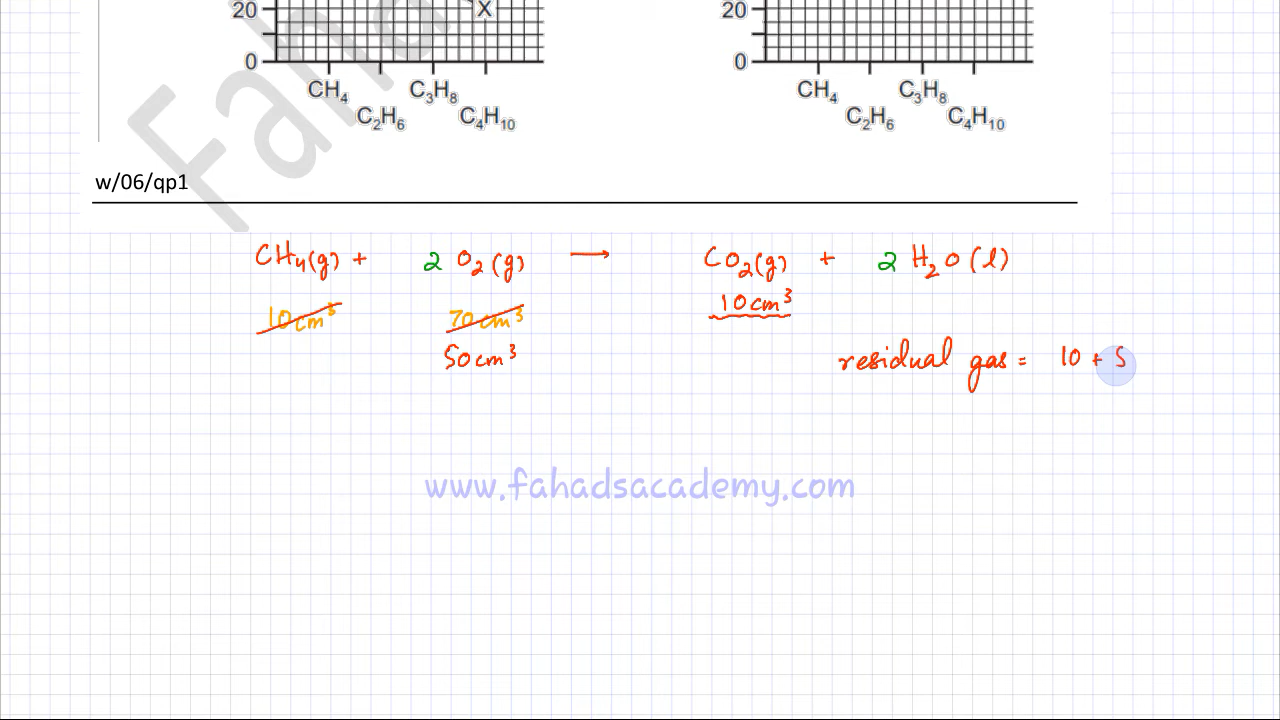 20 X 20
0 0
CH₄ C₃H₈ CH₄ C₃H₈
C₂H₆ C₄H₁₀ C₂H₆ C₄H₁₀
Faha
w/06/qp1
CH₄(g) + 2 O₂(g) → CO₂(g) + 2 H₂O(l)
10cm³ 70cm³ 10cm³
50cm³ residual gas = 10 + 5
www.fahadsacademy.com